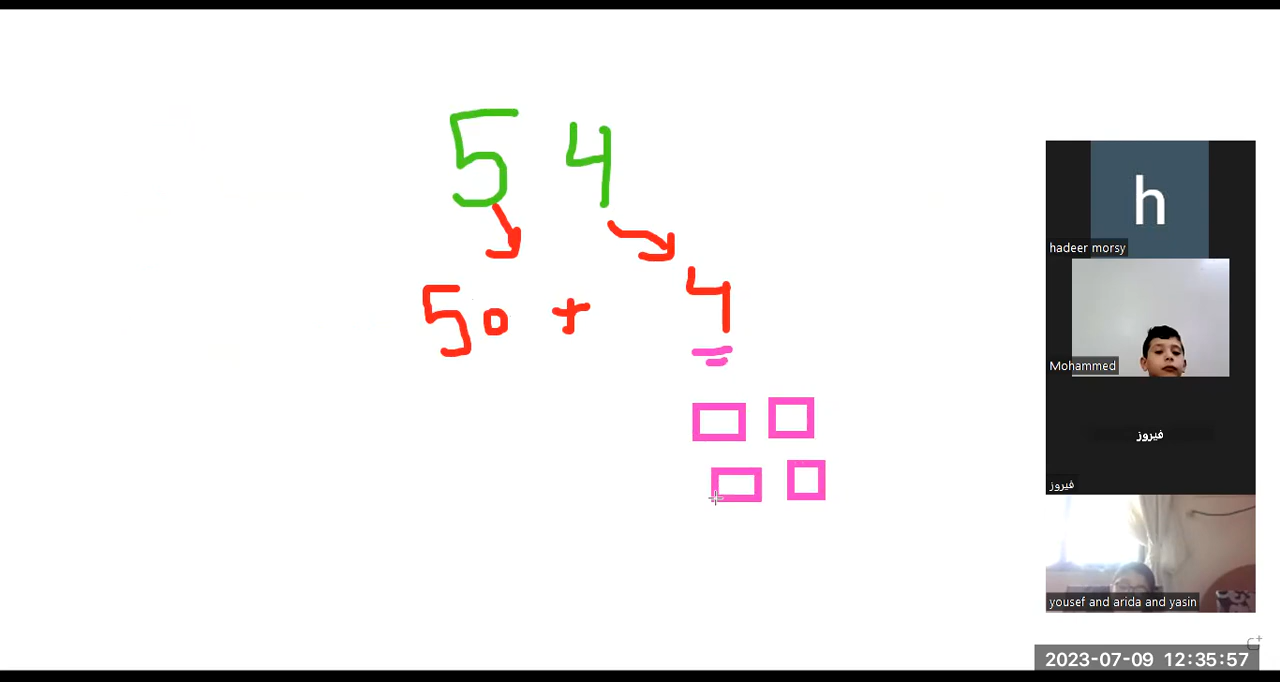 54
50 + 4
h
hadeer morsy
Mohammed
فيروز
فيروز
yousef and arida and yasin
2023-07-09 12:35:57